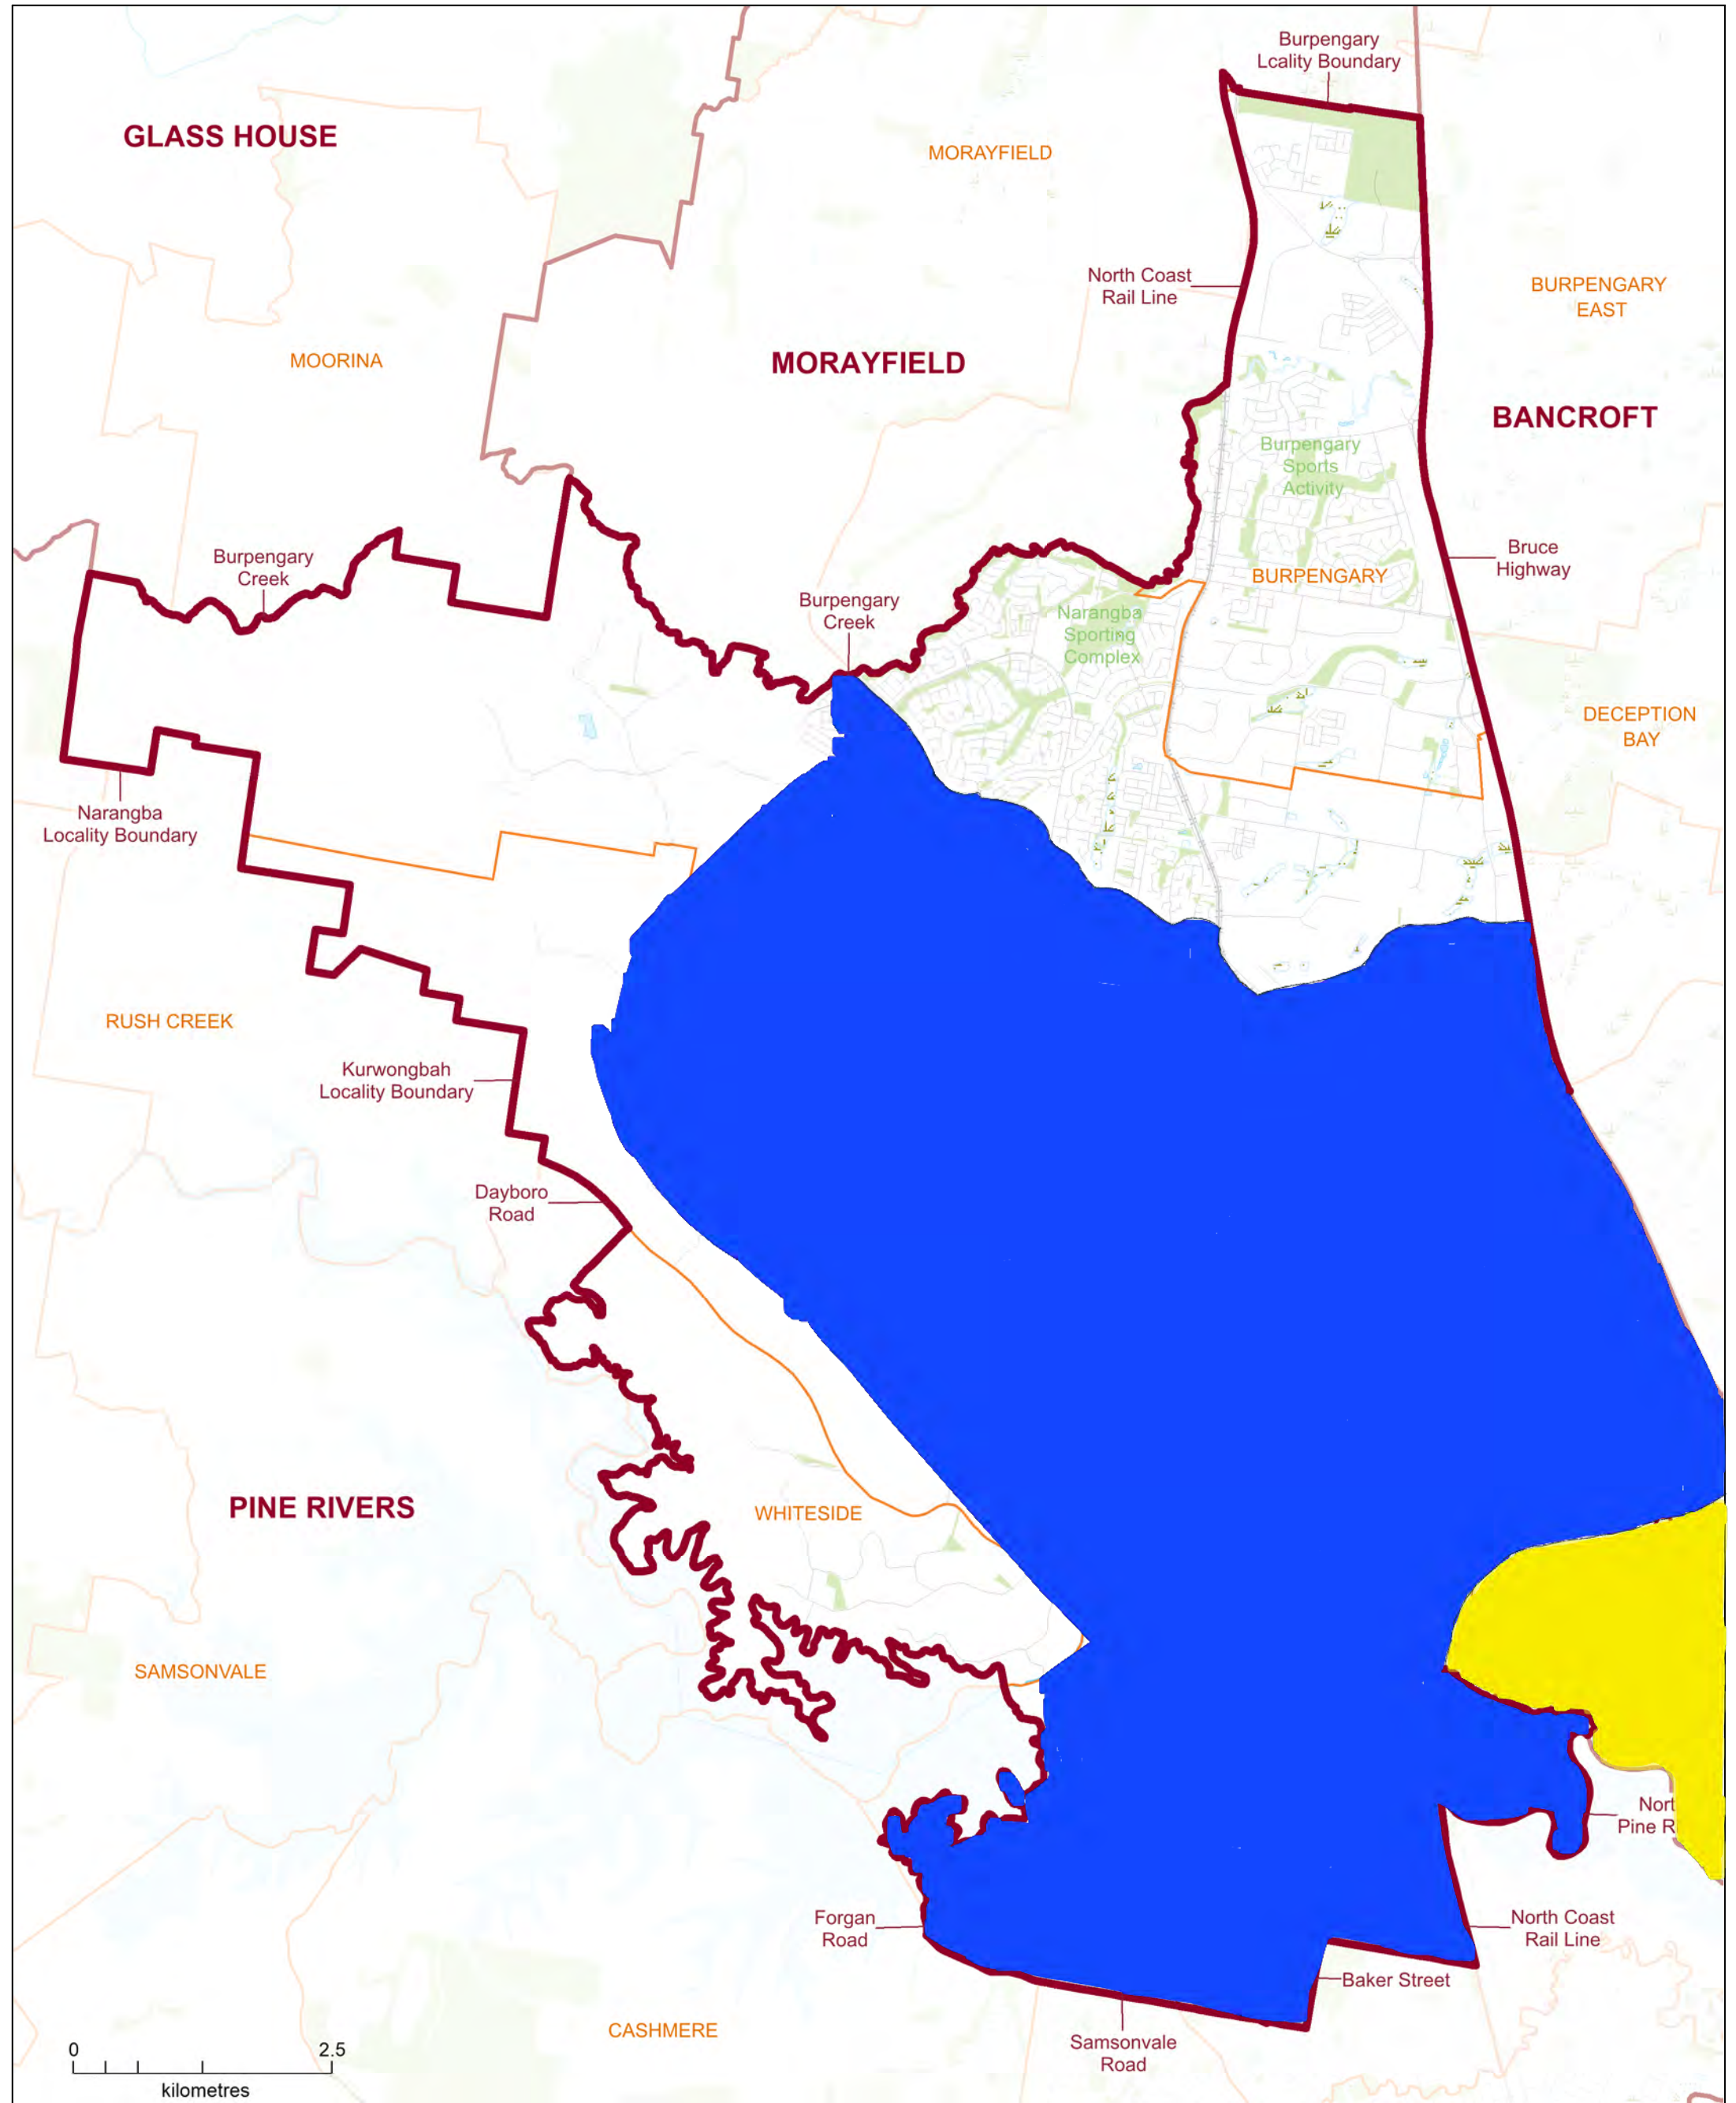 Burpengary
Lcality Boundary
GLASS HOUSE
MORAYFIELD
North Coast
Rail Line
BURPENGARY
EAST
MOORINA
MORAYFIELD
BANCROFT
Burpengary
Sports
Activity
Burpengary
Creek
Bruce
Highway
BURPENGARY
Burpengary
Creek
Narangba
Sporting
Complex
DECEPTION
BAY
Narangba
Locality Boundary
RUSH CREEK
Kurwongbah
Locality Boundary
Dayboro
Road
PINE RIVERS
WHITESIDE
SAMSONVALE
Nort
Pine R
Forgan
Road
North Coast
Rail Line
Baker Street
CASHMERE
Samsonvale
Road
0 2.5
kilometres